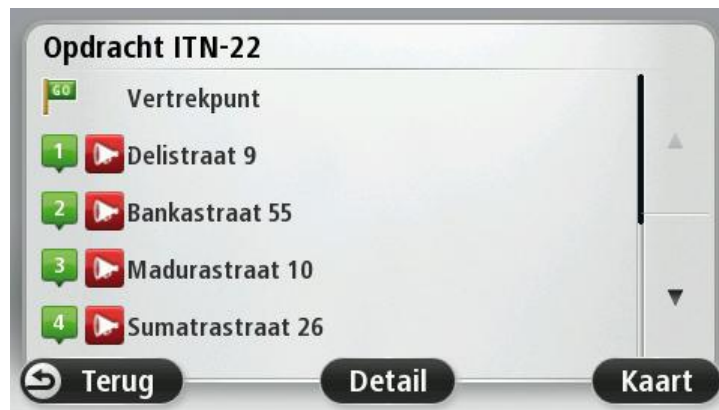 Opdracht ITN-22
GO Vertrekpunt
1 Delistraat 9
2 Bankastraat 55
3 Madurastraat 10
4 Sumatrastraat 26
Terug Detail Kaart